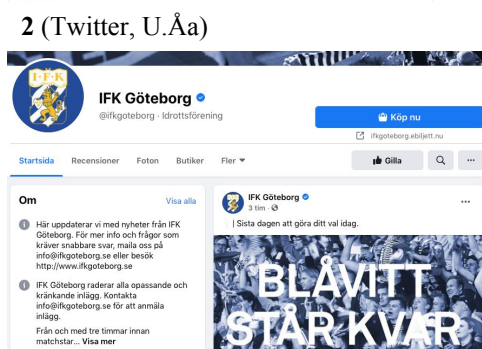 2 (Twitter, U.Åa)
I·F·K
IFK Göteborg
@ifkgoteborg · Idrottsförening
Köp nu
ifkgoteborg.ebiljett.nu
Startsida Recensioner Foton Butiker Fler
Gilla
Om
Visa alla
Här uppdaterar vi med nyheter från IFK
Göteborg. För mer info och frågor som
kräver snabbare svar, maila oss på
info@ifkgoteborg.se eller besök
http://www.ifkgoteborg.se
IFK Göteborg raderar alla opassande och
kränkande inlägg. Kontakta
info@ifkgoteborg.se för att anmäla
inlägg.
Från och med tre timmar innan
matchstar... Visa mer
IFK Göteborg
3 tim ·
| Sista dagen att göra ditt val idag.
BLÅVITT
STÅR KVAR